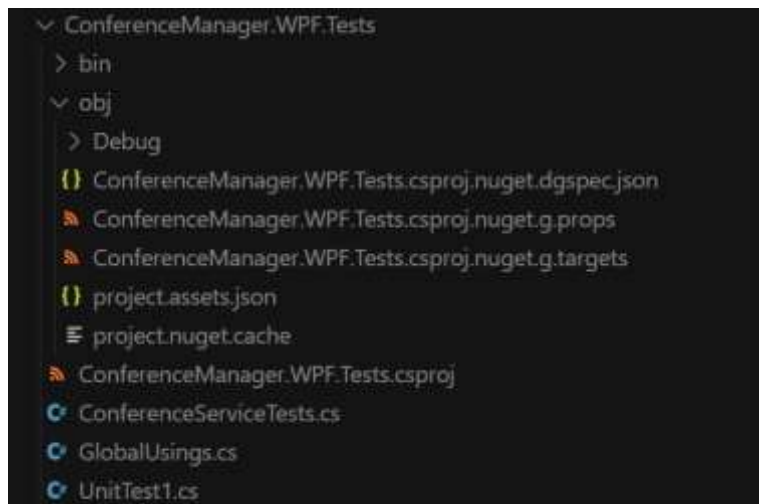 ConferenceManager.WPF.Tests
bin
obj
Debug
ConferenceManager.WPF.Tests.csproj.nuget.dgspec.json
ConferenceManager.WPF.Tests.csproj.nuget.g.props
ConferenceManager.WPF.Tests.csproj.nuget.g.targets
project.assets.json
project.nuget.cache
ConferenceManager.WPF.Tests.csproj
ConferenceServiceTests.cs
GlobalUsings.cs
UnitTest1.cs